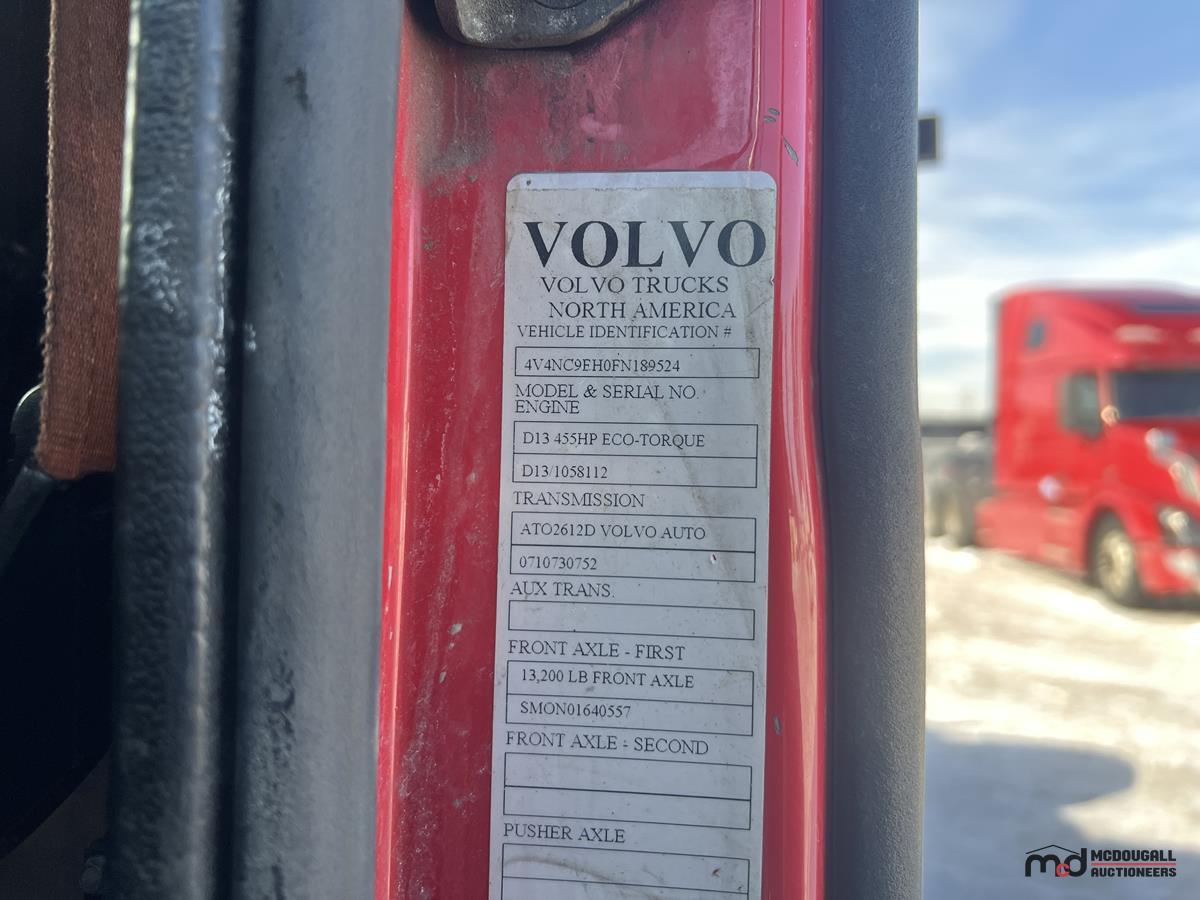 VOLVO
VOLVO TRUCKS
NORTH AMERICA
VEHICLE IDENTIFICATION #
4V4NC9EH0FN189524
MODEL & SERIAL NO.
ENGINE
D13 455HP ECO-TORQUE
D13/1058112
TRANSMISSION
ATO2612D VOLVO AUTO
0710730752
AUX TRANS.
FRONT AXLE - FIRST
13,200 LB FRONT AXLE
SMON01640557
FRONT AXLE - SECOND
PUSHER AXLE
mcd MCDOUGALL
AUCTIONEERS